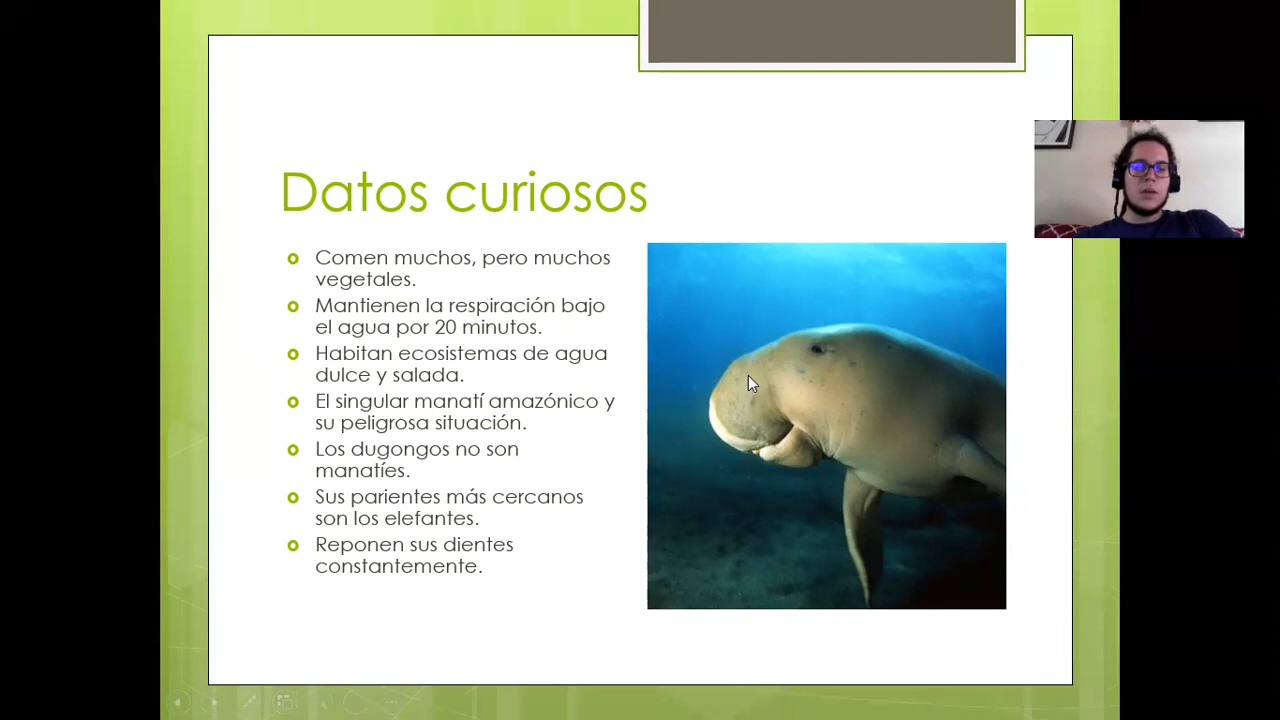 Datos curiosos
Comen muchos, pero muchos
vegetales.
Mantienen la respiración bajo
el agua por 20 minutos.
Habitan ecosistemas de agua
dulce y salada.
El singular manatí amazónico y
su peligrosa situación.
Los dugongos no son
manatíes.
Sus parientes más cercanos
son los elefantes.
Reponen sus dientes
constantemente.